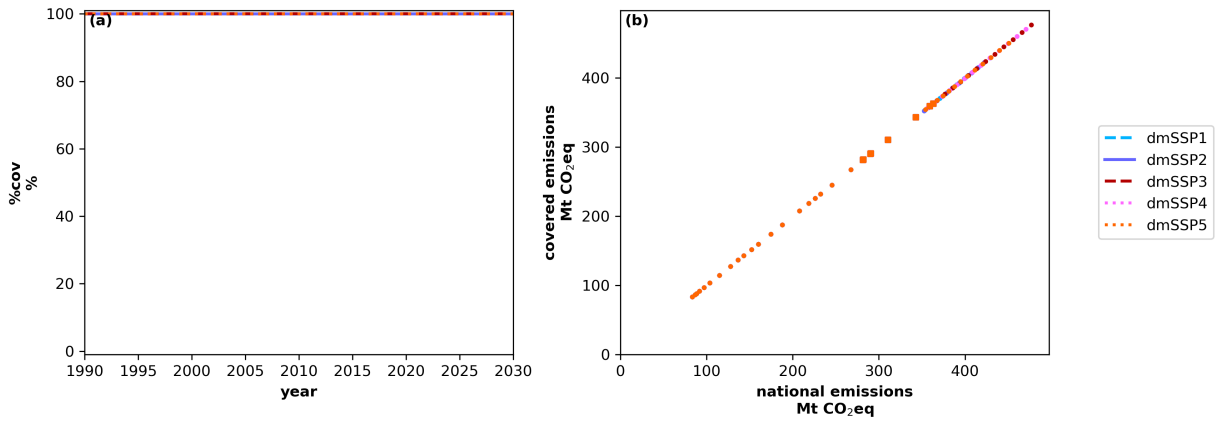 (a)
100
80
60
40
20
0
%cov
%
1990 1995 2000 2005 2010 2015 2020 2025 2030
year
(b)
400
300
200
100
0
covered emissions
Mt CO₂eq
0 100 200 300 400
national emissions
Mt CO₂eq
dmSSP1
dmSSP2
dmSSP3
dmSSP4
dmSSP5